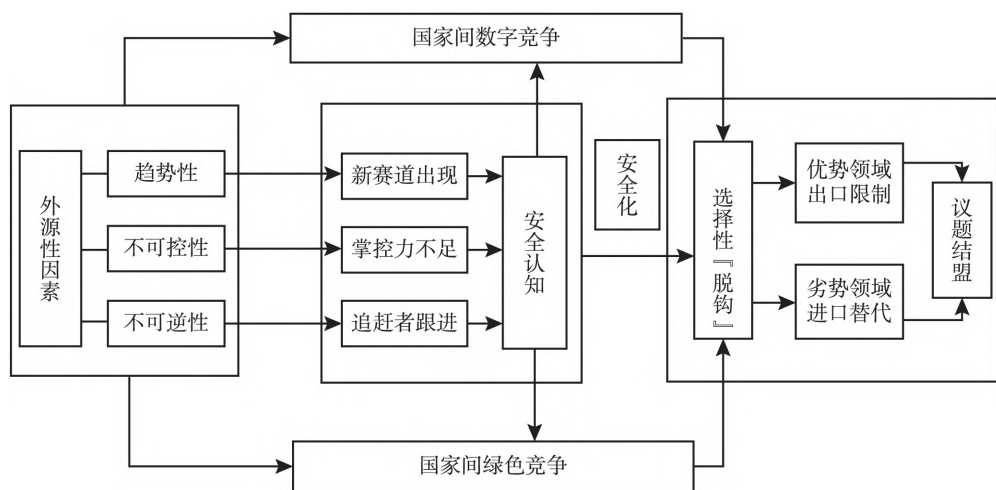 国家间数字竞争
外源性因素
趋势性
不可控性
不可逆性
新赛道出现
掌控力不足
追赶者跟进
安全认知
安全化
选择性『脱钩』
优势领域
出口限制
劣势领域
进口替代
议题结盟
国家间绿色竞争